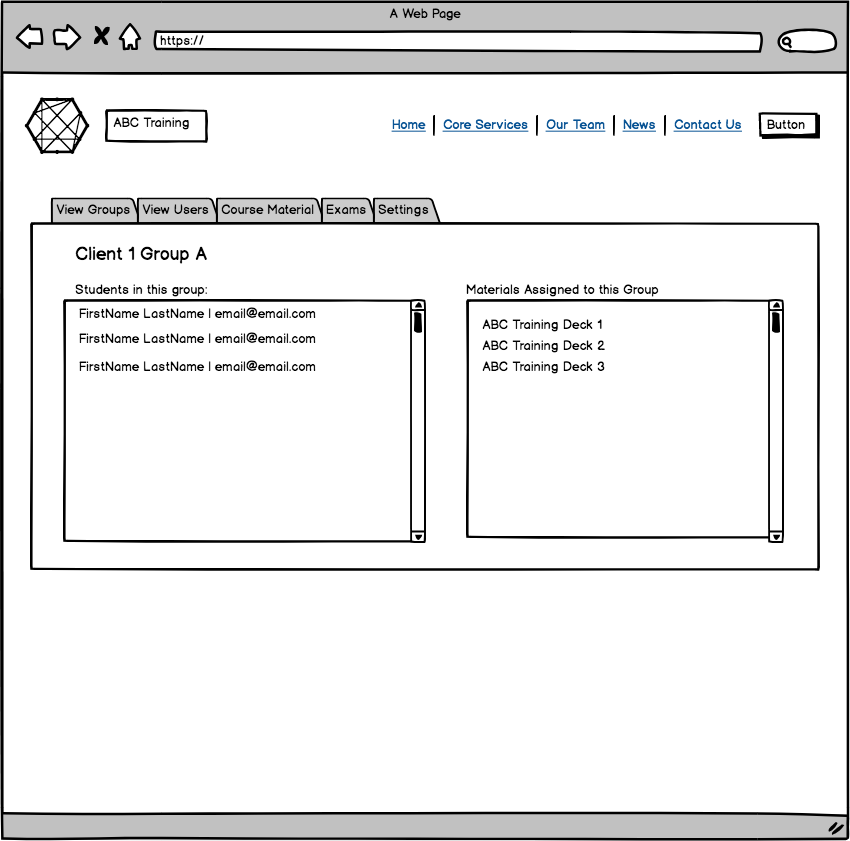 A Web Page
https://
ABC Training
Home | Core Services | Our Team | News | Contact Us
Button
View Groups
View Users
Course Material
Exams
Settings
Client 1 Group A
Students in this group:
FirstName LastName | email@email.com
FirstName LastName | email@email.com
FirstName LastName | email@email.com
Materials Assigned to this Group
ABC Training Deck 1
ABC Training Deck 2
ABC Training Deck 3